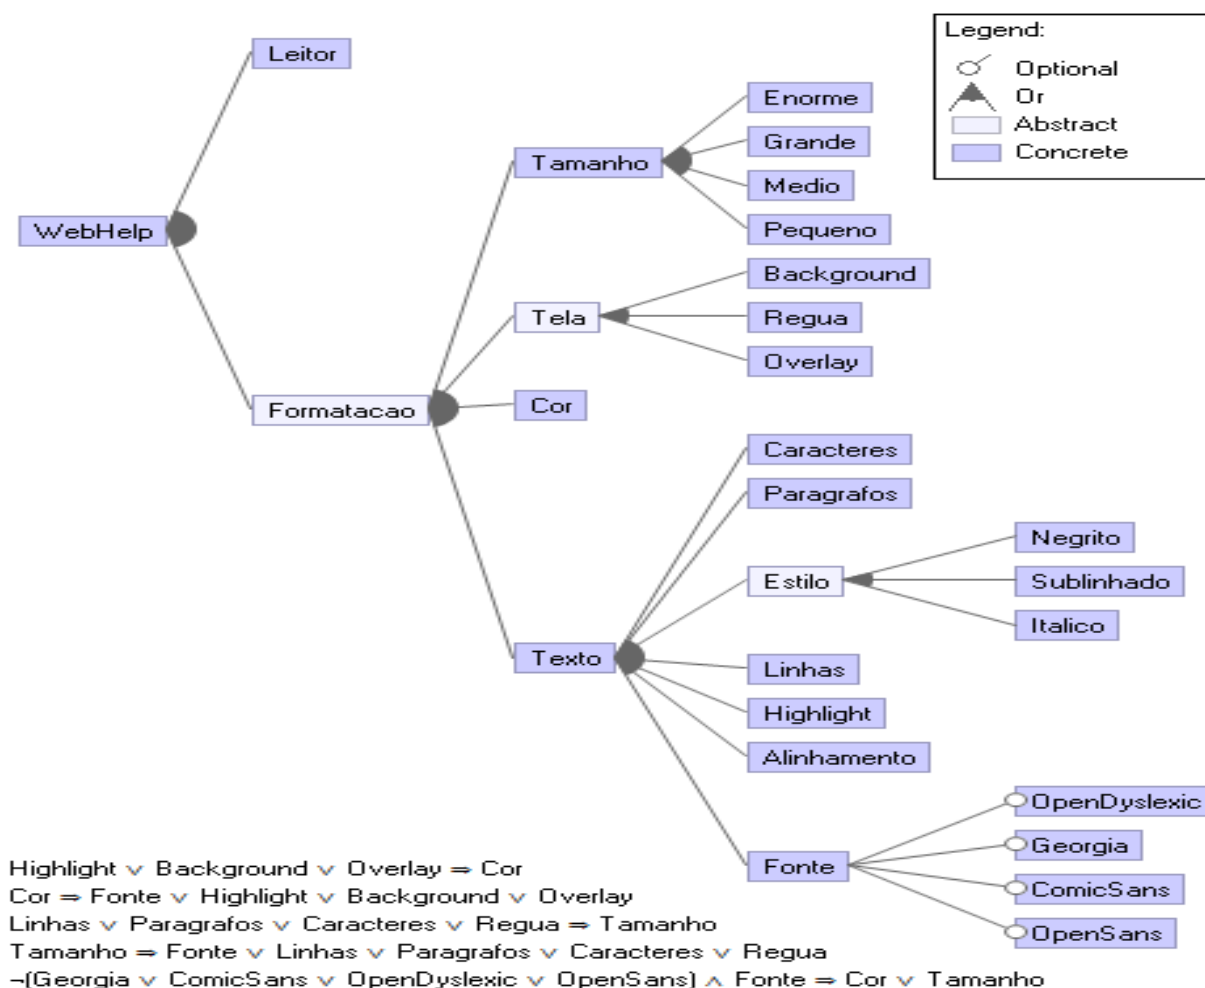 Legend:
Optional
Or
Abstract
Concrete
Leitor
WebHelp
Formatacao
Tamanho
Tela
Cor
Texto
Enorme
Grande
Medio
Pequeno
Background
Regua
Overlay
Caracteres
Paragrafos
Estilo
Linhas
Highlight
Alinhamento
Fonte
Negrito
Sublinhado
Italico
OpenDyslexic
Georgia
ComicSans
OpenSans
Highlight ∨ Background ∨ Overlay ⇒ Cor
Cor ⇒ Fonte ∨ Highlight ∨ Background ∨ Overlay
Linhas ∨ Paragrafos ∨ Caracteres ∨ Regua ⇒ Tamanho
Tamanho ⇒ Fonte ∨ Linhas ∨ Paragrafos ∨ Caracteres ∨ Regua
¬(Georgia ∨ ComicSans ∨ OpenDyslexic ∨ OpenSans) ∧ Fonte ⇒ Cor ∨ Tamanho